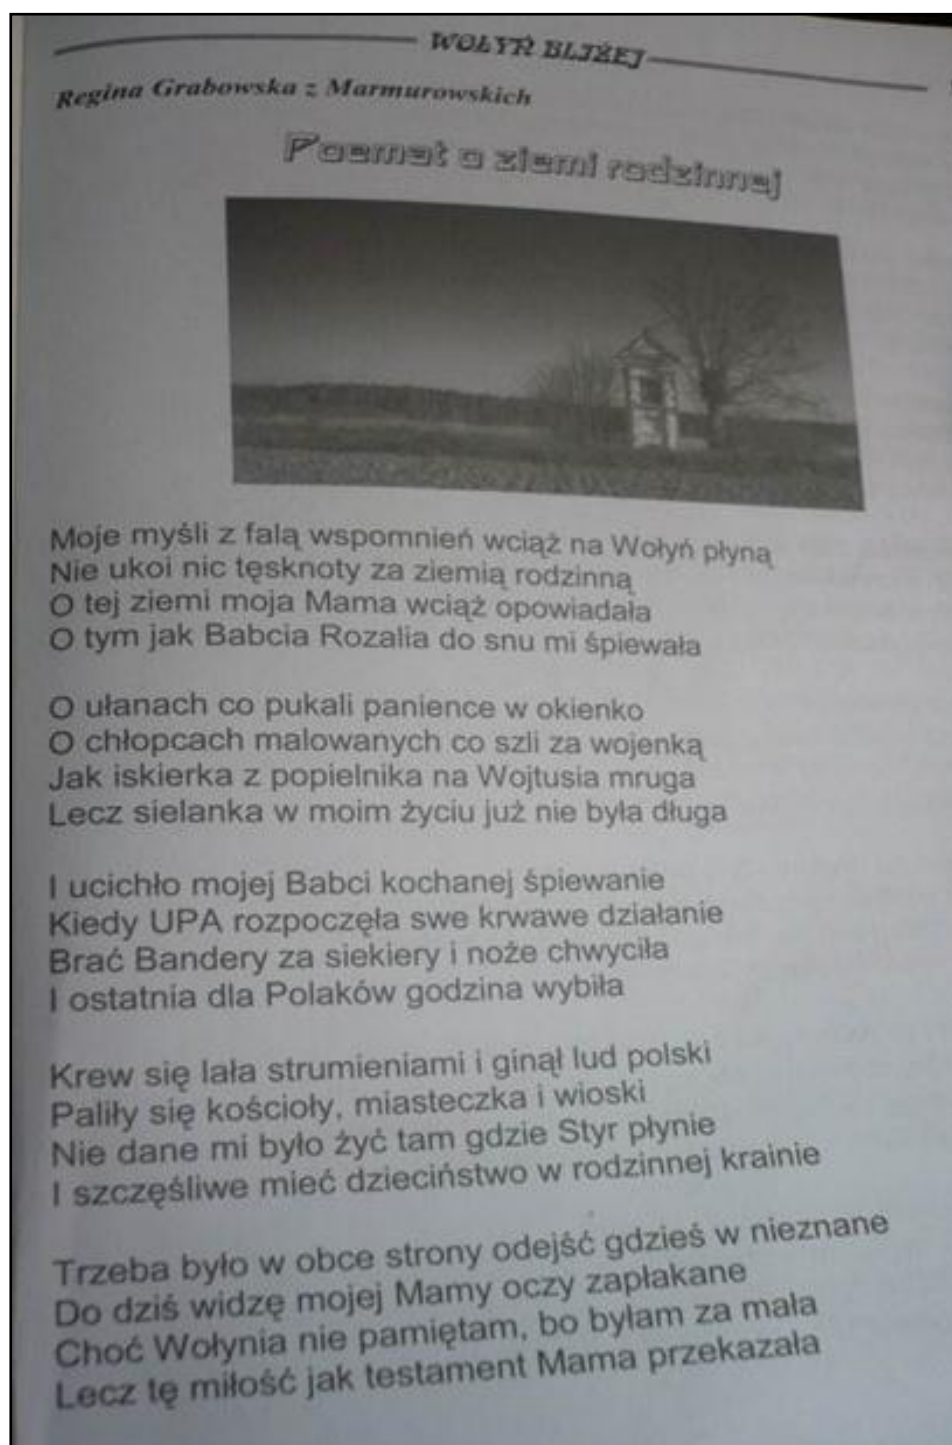 WOŁYŃ BLIŻEJ
Regina Grabowska z Marmurowskich
Poemat o ziemi rodzinnej
Moje myśli z falą wspomnień wciąż na Wołyń płyną
Nie ukoi nic tęsknoty za ziemią rodzinną
O tej ziemi moja Mama wciąż opowiadała
O tym jak Babcia Rozalia do snu mi śpiewała
O ułanach co pukali panience w okienko
O chłopcach malowanych co szli za wojenką
Jak iskierka z popielnika na Wojtusia mruga
Lecz sielanka w moim życiu już nie była długa
I ucichło mojej Babci kochanej śpiewanie
Kiedy UPA rozpoczęła swe krwawe działanie
Brać Bandery za siekiery i noże chwyciła
I ostatnia dla Polaków godzina wybiła
Krew się lała strumieniami i ginął lud polski
Paliły się kościoły, miasteczka i wioski
Nie dane mi było żyć tam gdzie Styr płynie
I szczęśliwe mieć dzieciństwo w rodzinnej krainie
Trzeba było w obce strony odejść gdzieś w nieznane
Do dziś widzę mojej Mamy oczy zapłakane
Choć Wołynia nie pamiętam, bo byłam za mała
Lecz tę miłość jak testament Mama przekazała